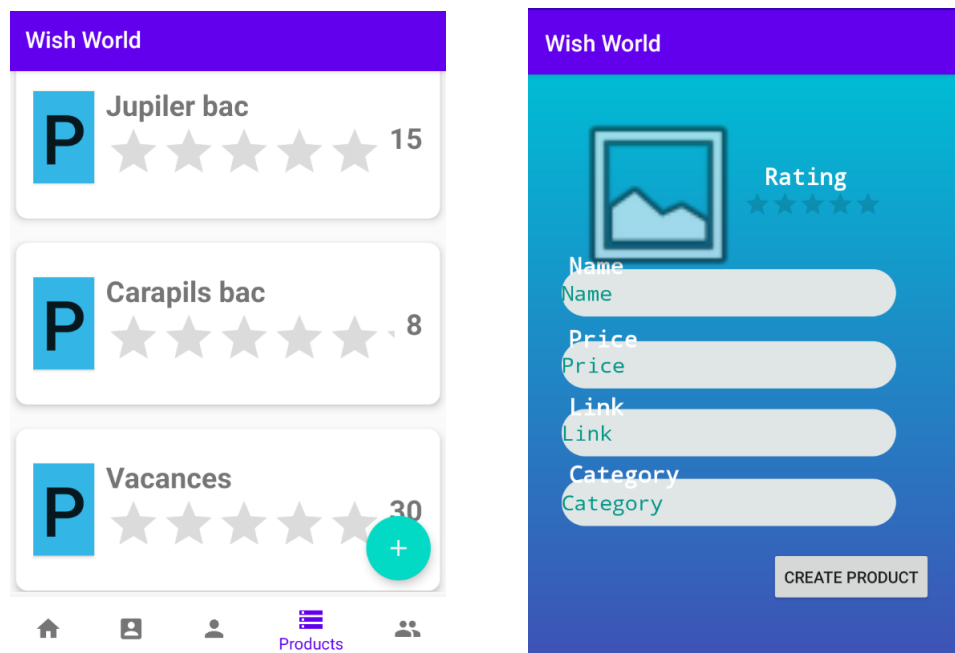 Wish World
P
Jupiler bac
15
P
Carapils bac
8
P
Vacances
30
+
Products
Wish World
Rating
Name
Name
Price
Price
Link
Link
Category
Category
CREATE PRODUCT